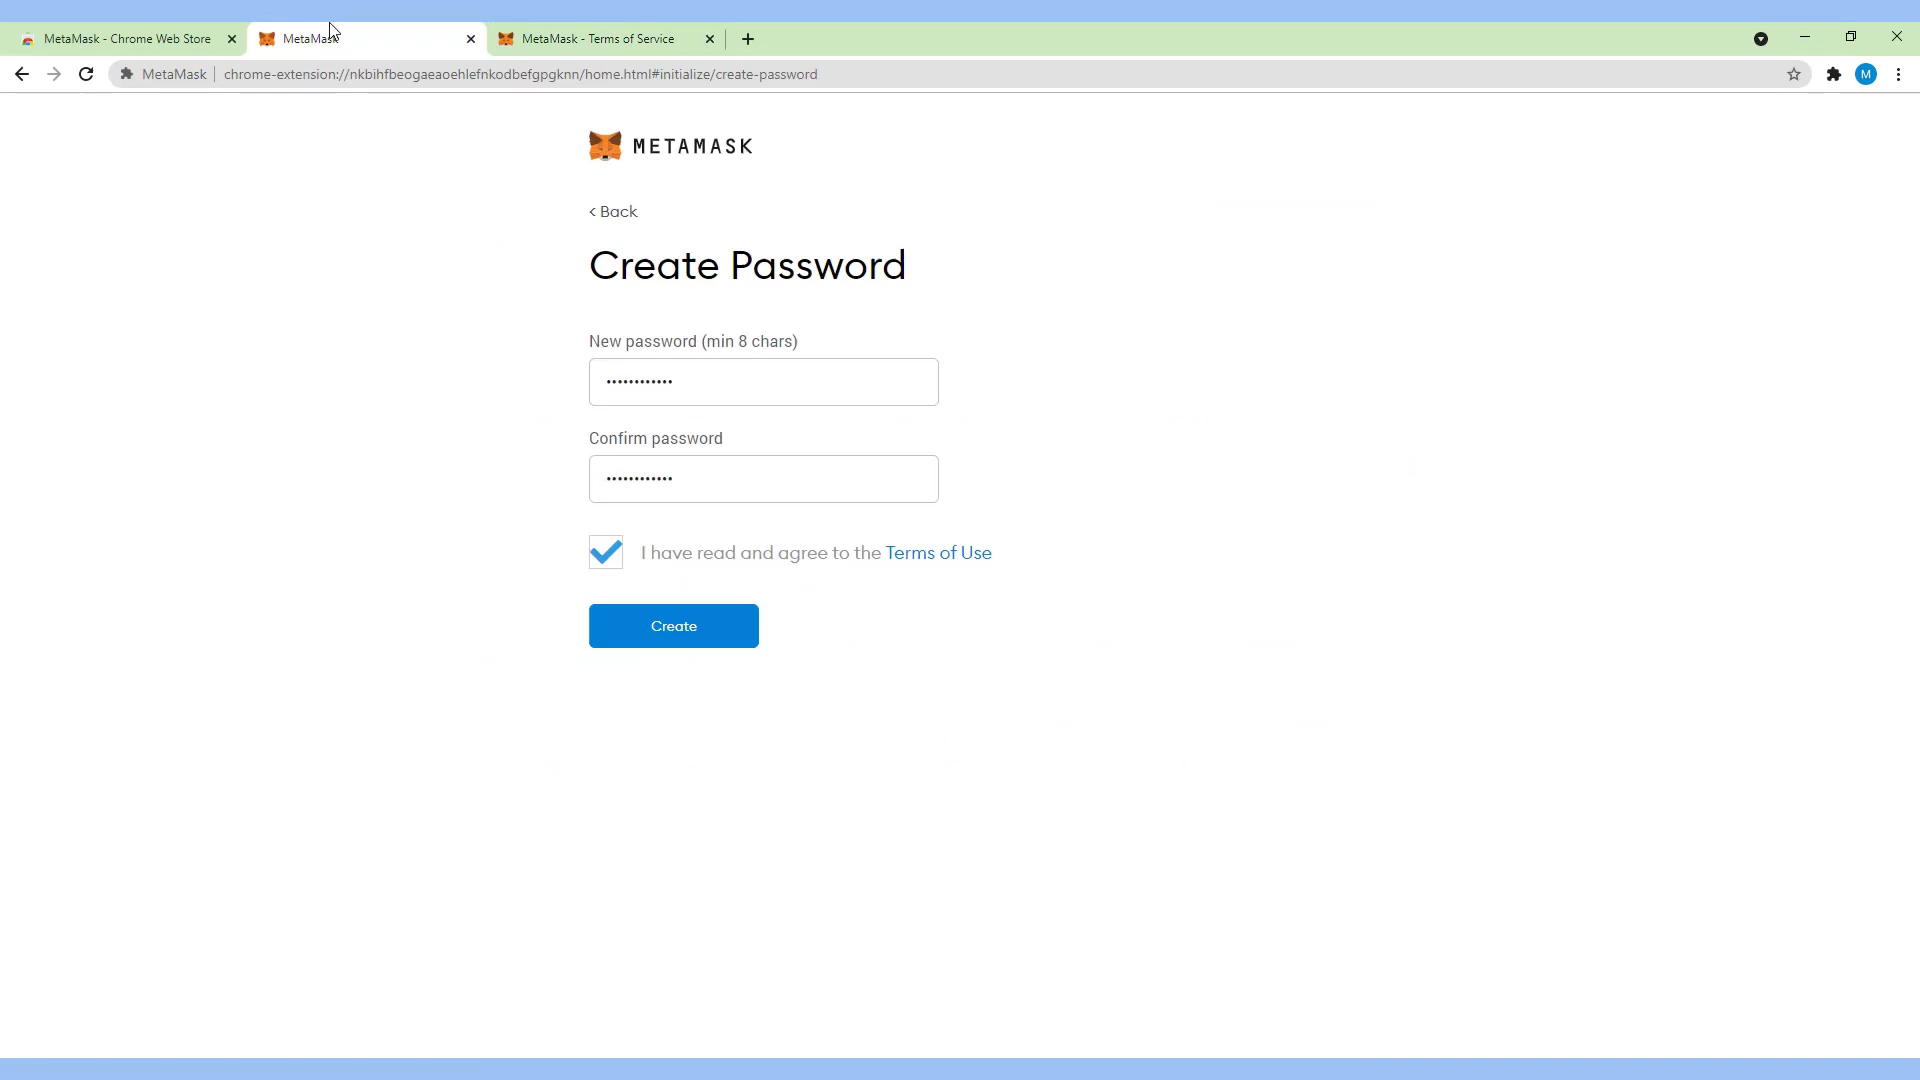 MetaMask - Chrome Web Store
MetaMask
MetaMask - Terms of Service
MetaMask
chrome-extension://nkbihfbeogaeaoehlefnkodbefgpgknn/home.html#initialize/create-password
M
METAMASK
< Back
Create Password
New password (min 8 chars)
••••••••••••
Confirm password
••••••••••••
I have read and agree to the Terms of Use
Create